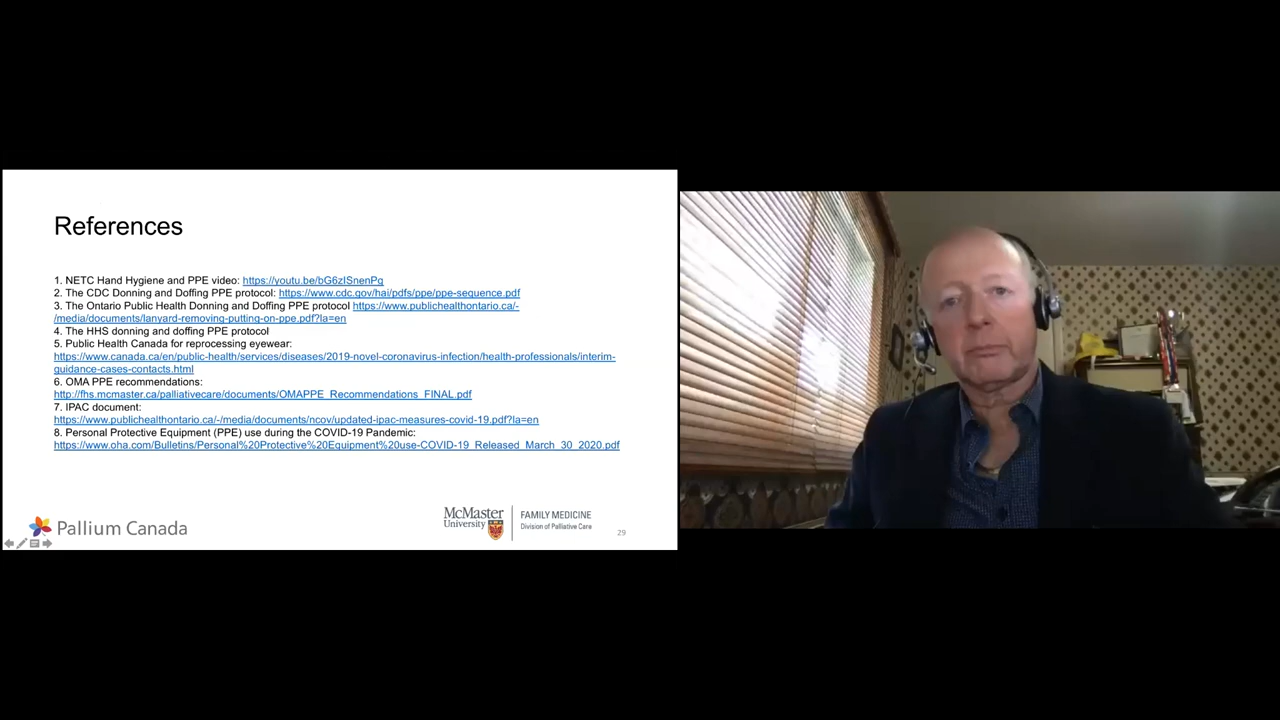 References
1. NETC Hand Hygiene and PPE video: https://youtu.be/bG6zISnenPg
2. The CDC Donning and Doffing PPE protocol: https://www.cdc.gov/hai/pdfs/ppe/ppe-sequence.pdf
3. The Ontario Public Health Donning and Doffing PPE protocol https://www.publichealthontario.ca/-
/media/documents/lanyard-removing-putting-on-ppe.pdf?la=en
4. The HHS donning and doffing PPE protocol
5. Public Health Canada for reprocessing eyewear:
https://www.canada.ca/en/public-health/services/diseases/2019-novel-coronavirus-infection/health-professionals/interim-
guidance-cases-contacts.html
6. OMA PPE recommendations:
http://fhs.mcmaster.ca/palliativecare/documents/OMAPPE_Recommendations_FINAL.pdf
7. IPAC document:
https://www.publichealthontario.ca/-/media/documents/ncov/updated-ipac-measures-covid-19.pdf?la=en
8. Personal Protective Equipment (PPE) use during the COVID-19 Pandemic:
https://www.oha.com/Bulletins/Personal%20Protective%20Equipment%20use-COVID-19_Released_March_30_2020.pdf
Pallium Canada
McMaster
University
FAMILY MEDICINE
Division of Palliative Care
29